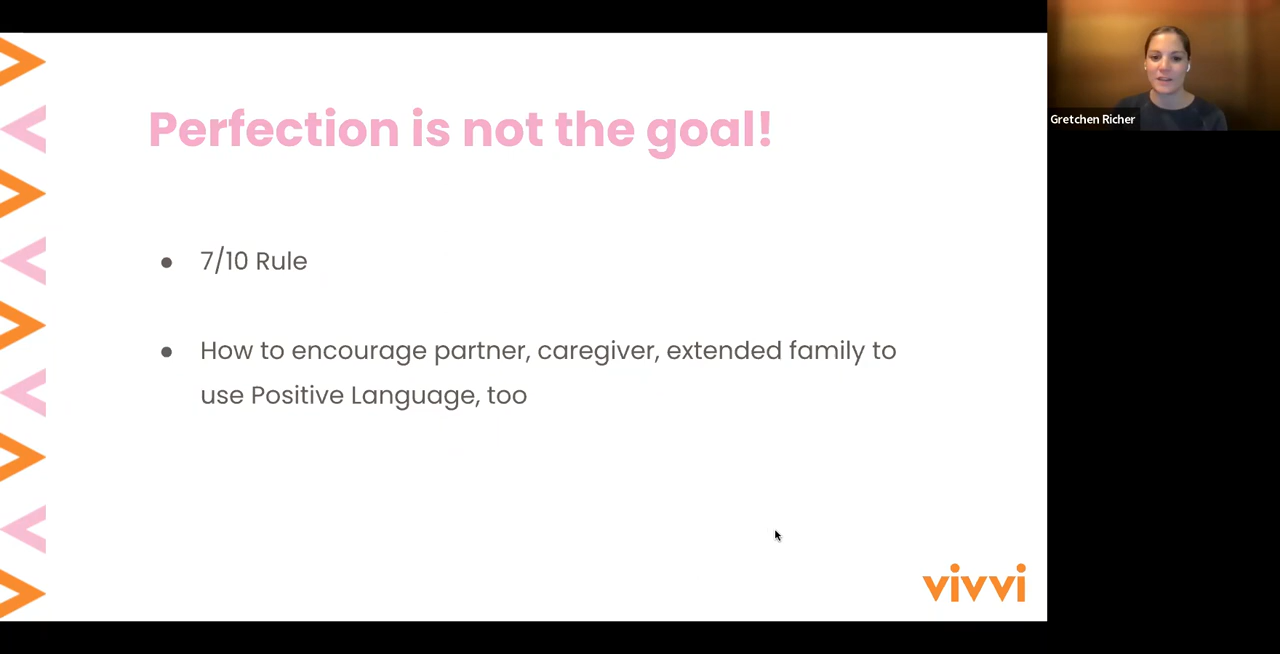 Perfection is not the goal!
● 7/10 Rule
● How to encourage partner, caregiver, extended family to
use Positive Language, too
vivvi
Gretchen Richer